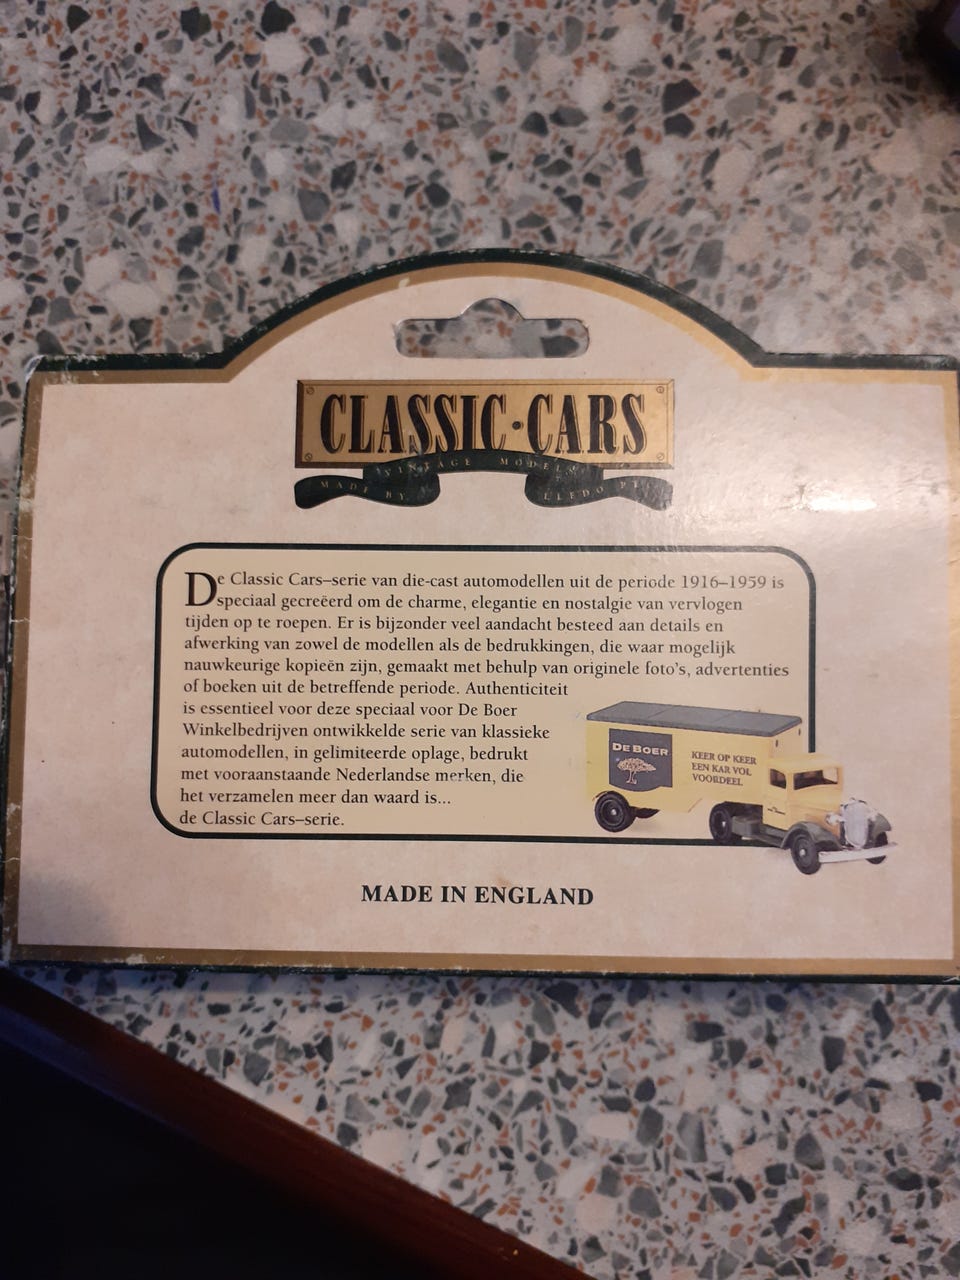 CLASSIC·CARS
VINTAGE MODELS
MADE BY LLEDO PLC
De Classic Cars–serie van die-cast automodellen uit de periode 1916–1959 is
speciaal gecreëerd om de charme, elegantie en nostalgie van vervlogen
tijden op te roepen. Er is bijzonder veel aandacht besteed aan details en
afwerking van zowel de modellen als de bedrukkingen, die waar mogelijk
nauwkeurige kopieën zijn, gemaakt met behulp van originele foto's, advertenties
of boeken uit de betreffende periode. Authenticiteit
is essentieel voor deze speciaal voor De Boer
Winkelbedrijven ontwikkelde serie van klassieke
automodellen, in gelimiteerde oplage, bedrukt
met vooraanstaande Nederlandse merken, die
het verzamelen meer dan waard is...
de Classic Cars–serie.
DE BOER
KEER OP KEER
EEN KAR VOL
VOORDEEL
MADE IN ENGLAND